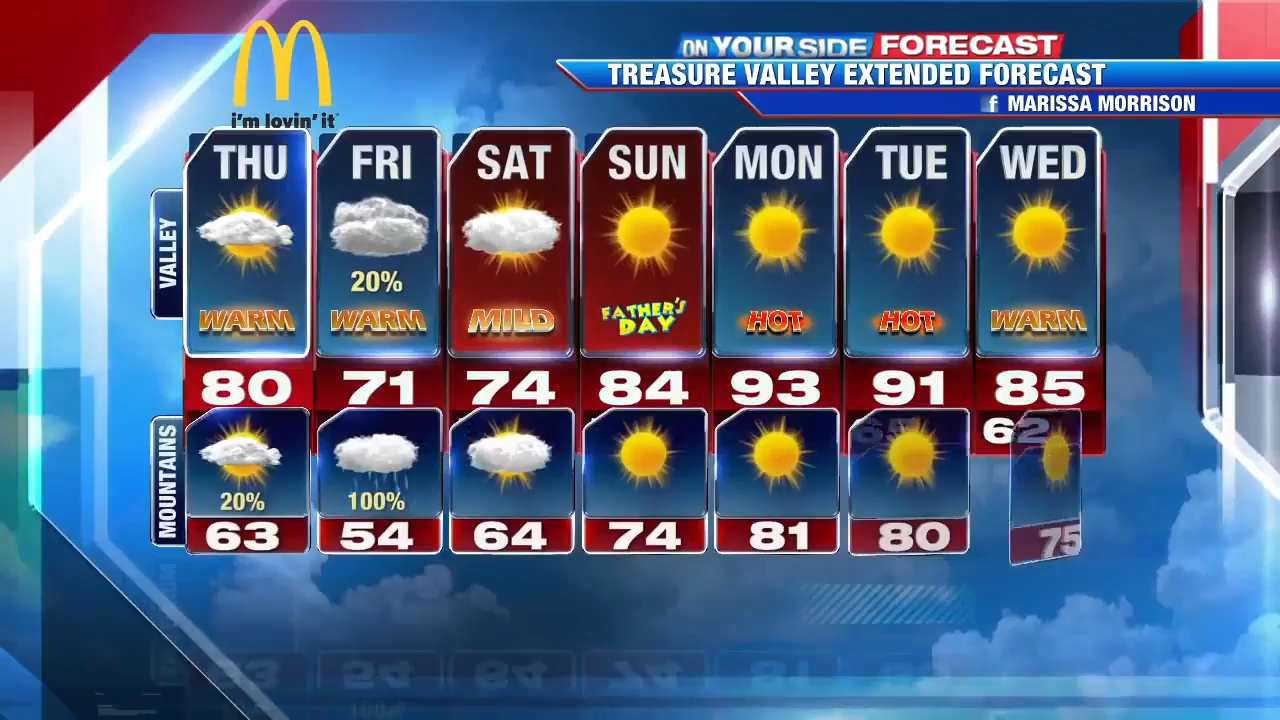 i'm lovin' it
ON YOUR SIDE FORECAST
TREASURE VALLEY EXTENDED FORECAST
f MARISSA MORRISON
THU FRI SAT SUN MON TUE WED
VALLEY
20%
WARM WARM MILD FATHER'S DAY HOT HOT WARM
80 71 74 84 93 91 85
65 62
MOUNTAINS
20% 100%
63 54 64 74 81 80 75